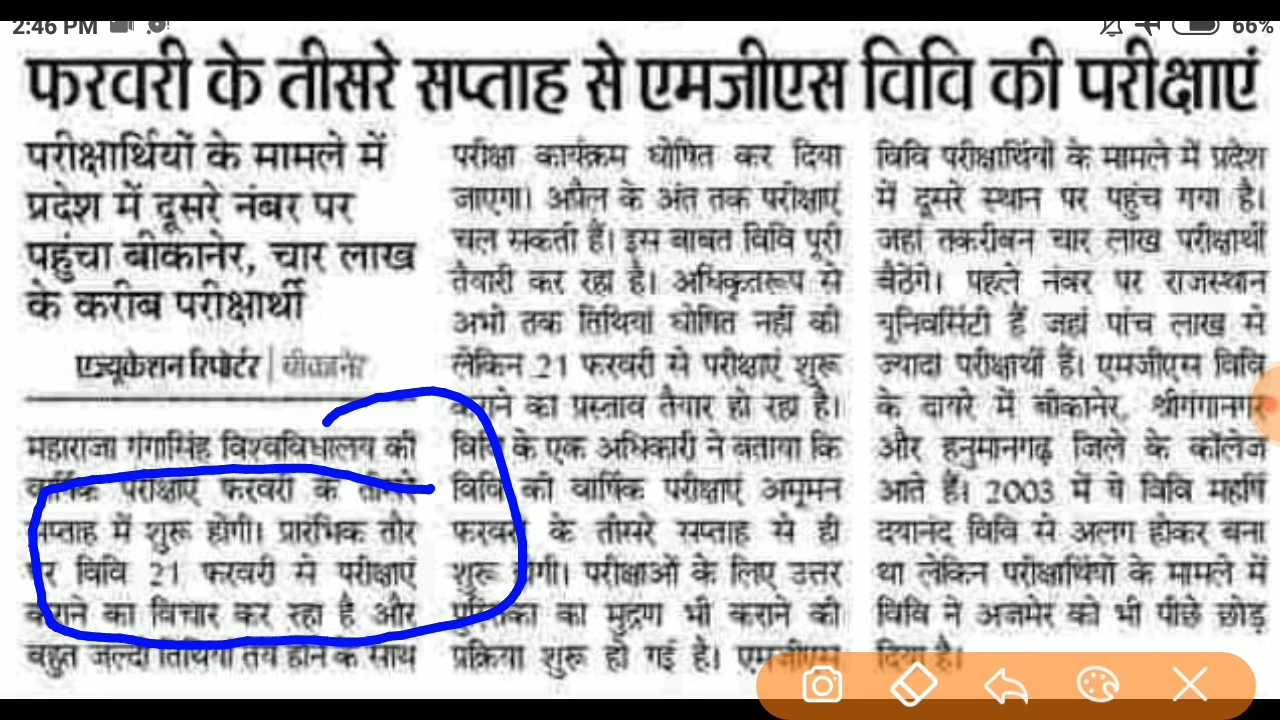 2:46 PM
66%
फरवरी के तीसरे सप्ताह से एमजीएस विवि की परीक्षाएं
परीक्षार्थियों के मामले में
प्रदेश में दूसरे नंबर पर
पहुंचा बीकानेर, चार लाख
के करीब परीक्षार्थी
एज्यूकेशन रिपोर्टर | बीकानेर
महाराजा गंगासिंह विश्वविधालय की
वार्षिक परीक्षाएं फरवरी के तीसरे
सप्ताह में शुरू होंगी। प्रारंभिक तौर
पर विवि 21 फरवरी से परीक्षाएं
कराने का विचार कर रहा है और
बहुत जल्दी तिथियां तय होने के साथ
परीक्षा कार्यक्रम घोषित कर दिया
जाएगा। अप्रैल के अंत तक परीक्षाएं
चल सकती हैं। इस बाबत विवि पूरी
तैयारी कर रहा है। अधिकृतरूप से
अभी तक तिथियां घोषित नहीं की
लेकिन 21 फरवरी से परीक्षाएं शुरू
कराने का प्रस्ताव तैयार हो रहा है।
विवि के एक अधिकारी ने बताया कि
विवि की वार्षिक परीक्षाएं अमूमन
फरवरी के तीसरे सप्ताह से ही
शुरू होंगी। परीक्षाओं के लिए उत्तर
पुस्तिका का मुद्रण भी कराने की
प्रक्रिया शुरू हो गई है। एमजीएस
विवि परीक्षार्थियों के मामले में प्रदेश
में दूसरे स्थान पर पहुंच गया है।
जहां तकरीबन चार लाख परीक्षार्थी
बैठेंगे। पहले नंबर पर राजस्थान
यूनिवर्सिटी हैं जहां पांच लाख से
ज्यादा परीक्षार्थी हैं। एमजीएस विवि
के दायरे में बीकानेर, श्रीगंगानगर
और हनुमानगढ़ जिले के कॉलेज
आते हैं। 2003 में ये विवि महर्षि
दयानंद विवि से अलग होकर बना
था लेकिन परीक्षार्थियों के मामले में
विवि ने अजमेर को भी पीछे छोड़
दिया है।